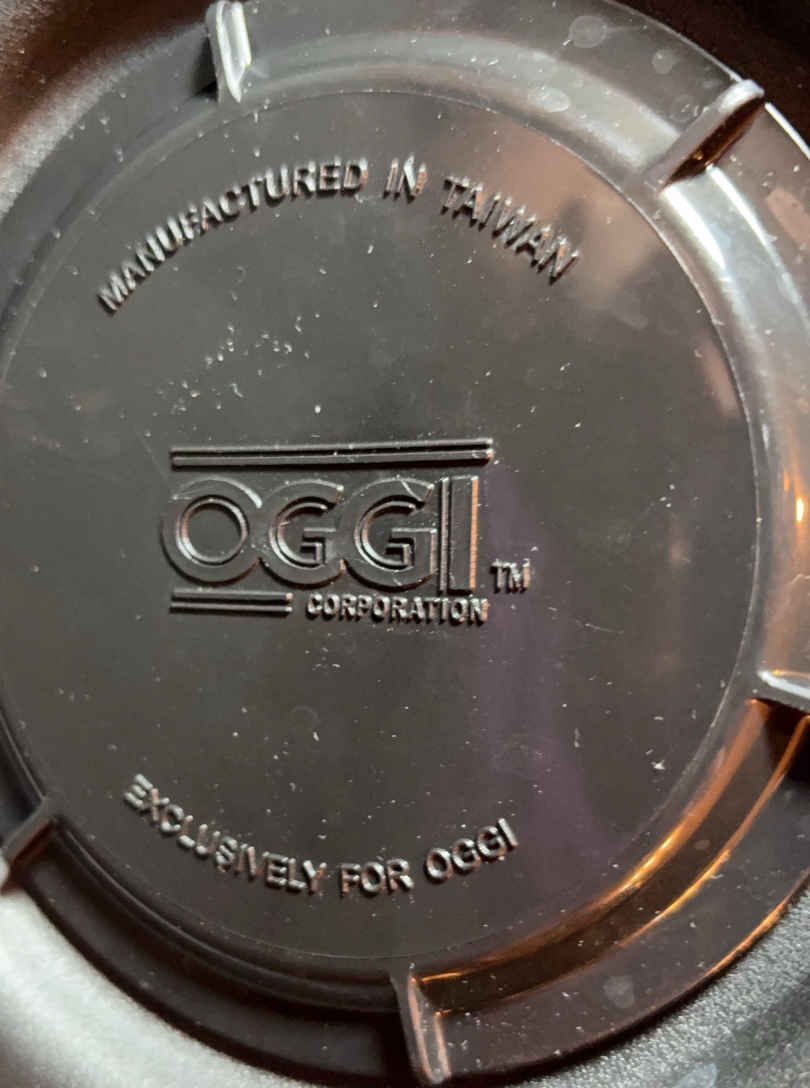 MANUFACTURED IN TAIWAN
OGGI TM
CORPORATION
EXCLUSIVELY FOR OGGI